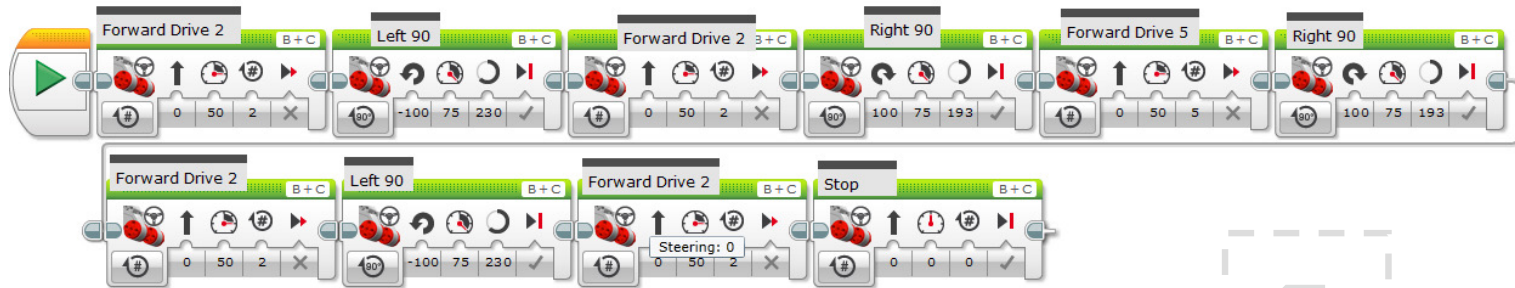 Forward Drive 2 B+C
0 50 2
Left 90 B+C
-100 75 230
Forward Drive 2 B+C
0 50 2
Right 90 B+C
100 75 193
Forward Drive 5 B+C
0 50 5
Right 90 B+C
100 75 193
Forward Drive 2 B+C
0 50 2
Left 90 B+C
-100 75 230
Forward Drive 2 B+C
Steering: 0
0 50 2
Stop B+C
0 0 0